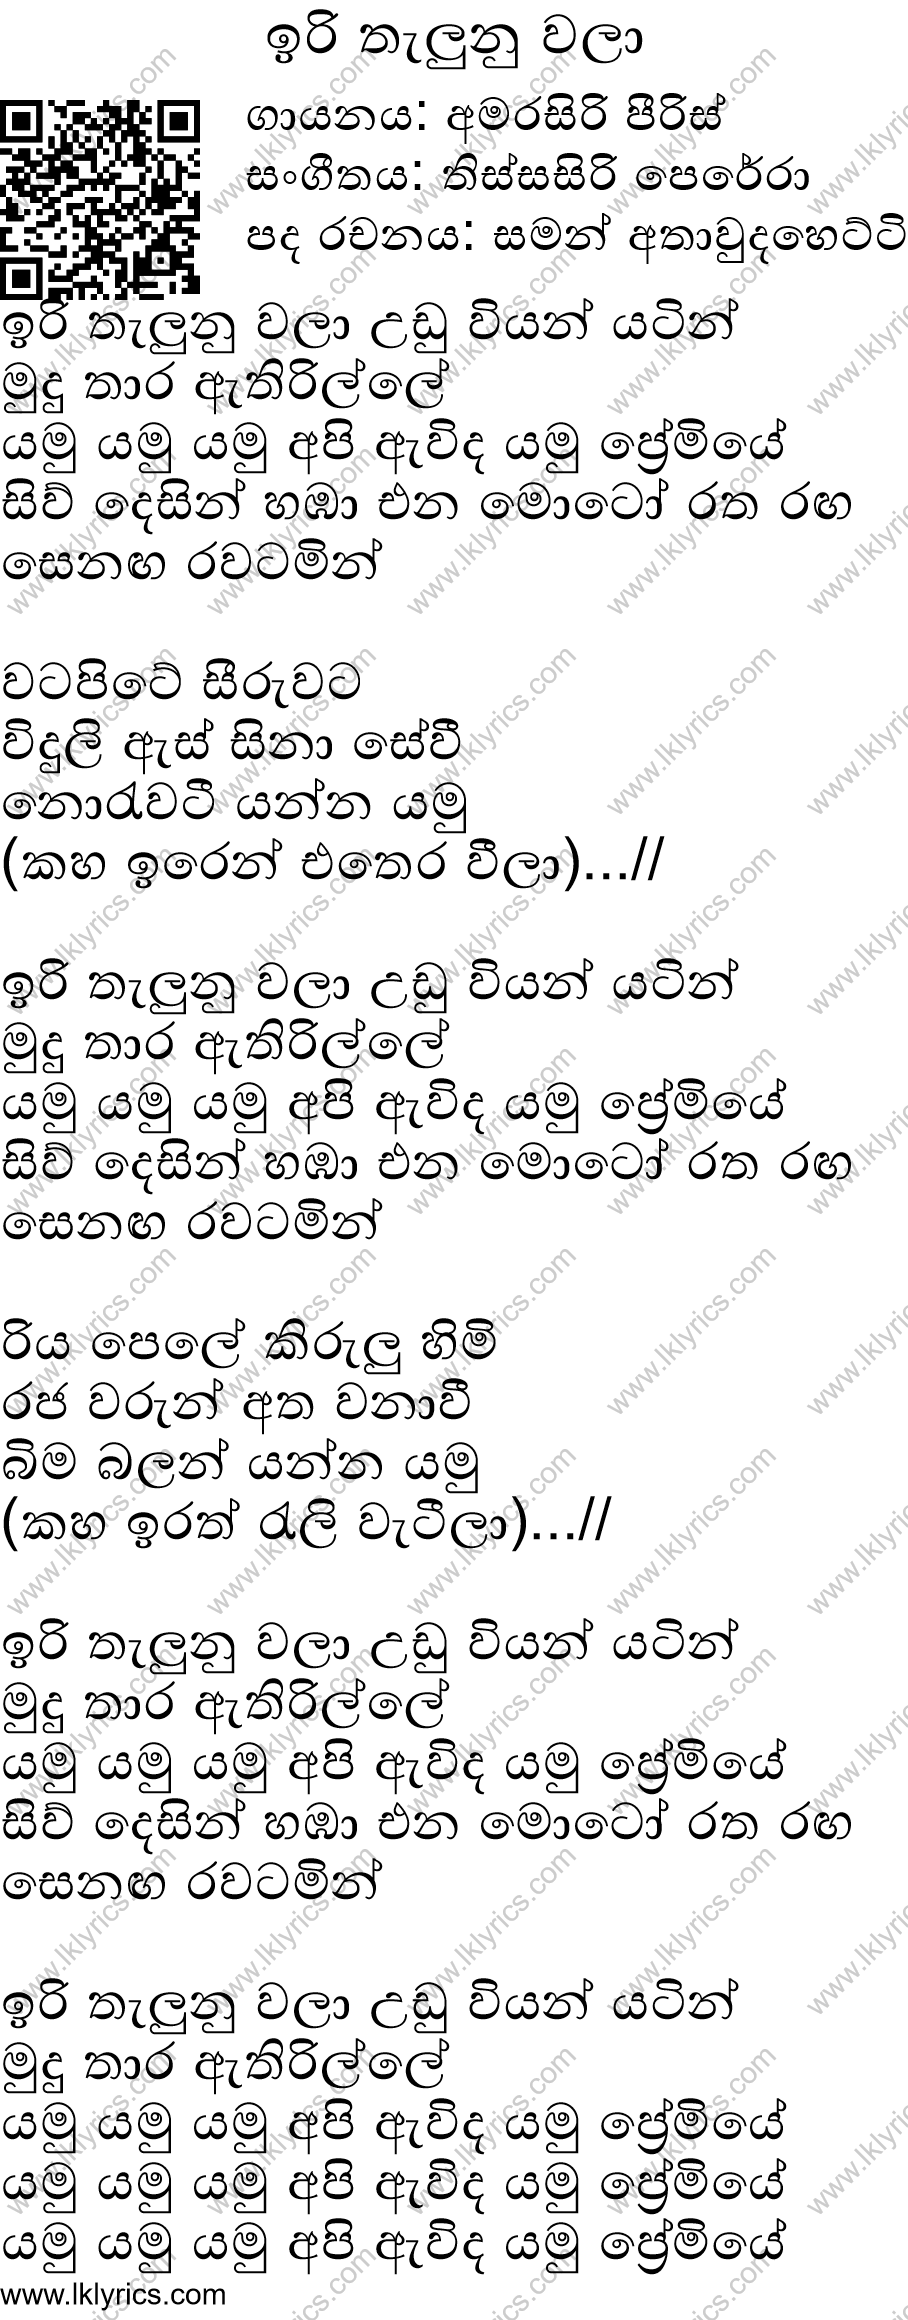 ඉරි තැලුනු වලා
ගායනය: අමරසිරි පීරිස්
සංගීතය: තිස්සසිරි පෙරේරා
පද රචනය: සමන් අතාවුදහෙට්ටි
ඉරි තැලුනු වලා උඩු වියන් යටින්
මුදු තාර ඇතිරිල්ලේ
යමු යමු යමු අපි ඇවිද යමු ප්‍රේමියේ
සිව් දෙසින් හඹා එන මොටෝ රත රඟ
සෙනඟ රවටමින්

වටපිටේ සීරුවට
විදුලි ඇස් සිනා සේවී
නොරැවටී යන්න යමු
(කහ ඉරෙන් එතෙර වීලා)...//

ඉරි තැලුනු වලා උඩු වියන් යටින්
මුදු තාර ඇතිරිල්ලේ
යමු යමු යමු අපි ඇවිද යමු ප්‍රේමියේ
සිව් දෙසින් හඹා එන මොටෝ රත රඟ
සෙනඟ රවටමින්

රිය පෙලේ කිරුලු හිමි
රජ වරුන් අත වනාවී
බිම බලන් යන්න යමු
(කහ ඉරත් රැලි වැටීලා)...//

ඉරි තැලුනු වලා උඩු වියන් යටින්
මුදු තාර ඇතිරිල්ලේ
යමු යමු යමු අපි ඇවිද යමු ප්‍රේමියේ
සිව් දෙසින් හඹා එන මොටෝ රත රඟ
සෙනඟ රවටමින්

ඉරි තැලුනු වලා උඩු වියන් යටින්
මුදු තාර ඇතිරිල්ලේ
යමු යමු යමු අපි ඇවිද යමු ප්‍රේමියේ
යමු යමු යමු අපි ඇවිද යමු ප්‍රේමියේ
යමු යමු යමු අපි ඇවිද යමු ප්‍රේමියේ
www.lklyrics.com